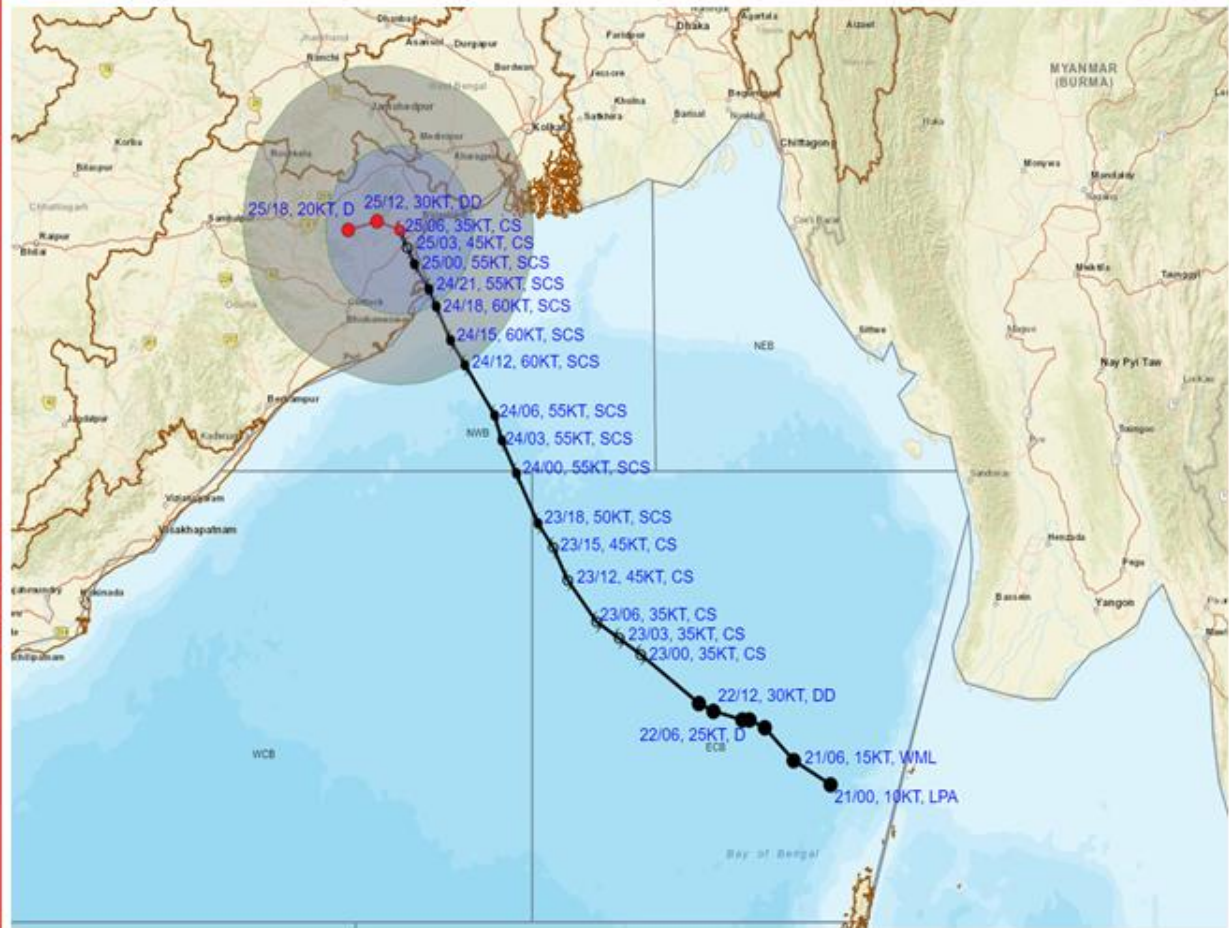 Dhanbad
Agartala
Aizawl
Jharkhand
Asansol
Durgapur
Faridpur
Dhaka
Ranchi
Burdwan
Jessore
MYANMAR
(BURMA)
West Bengal
Khulna
Jamshedpur
Satkhira
Barisal
Korba
Medinipur
Kolkat
Chittagong
Haka
Bilaspur
Kharagpur
Monywa
Mandalay
Chhattisgarh
25/18, 20KT, D
25/12, 30KT, DD
Sambalpur
25/06, 35KT, CS
Raipur
Bhilai
25/03, 45KT, CS
25/00, 55KT, SCS
Meiktila
Taunggyi
24/21, 55KT, SCS
Cuttack
24/18, 60KT, SCS
Bhubaneswar
24/15, 60KT, SCS
Sittwe
Magwe
NEB
24/12, 60KT, SCS
Nay Pyi Taw
Berhampur
24/06, 55KT, SCS
Jagdalpur
NWB
24/03, 55KT, SCS
Taungoo
24/00, 55KT, SCS
Vizianagaram
23/18, 50KT, SCS
Visakhapatnam
23/15, 45KT, CS
Henzada
Pegu
23/12, 45KT, CS
Kakinada
Bassein
Yangon
23/06, 35KT, CS
23/03, 35KT, CS
23/00, 35KT, CS
22/12, 30KT, DD
22/06, 25KT, D
ECB
WCB
21/06, 15KT, WML
21/00, 10KT, LPA
Bay of Bengal